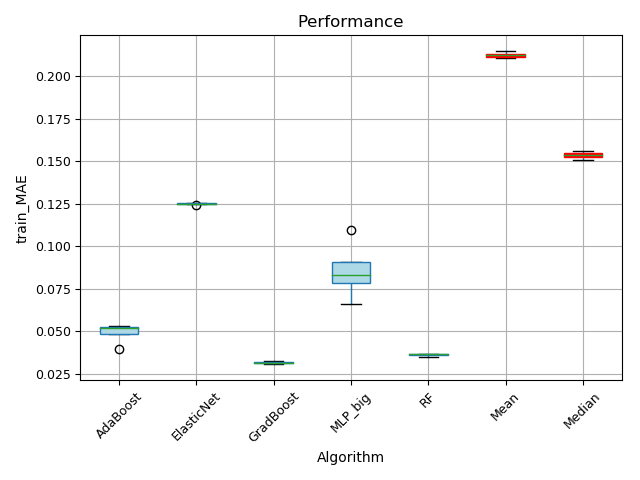 Performance
train_MAE
0.200
0.175
0.150
0.125
0.100
0.075
0.050
0.025
AdaBoost
ElasticNet
GradBoost
MLP_big
RF
Mean
Median
Algorithm